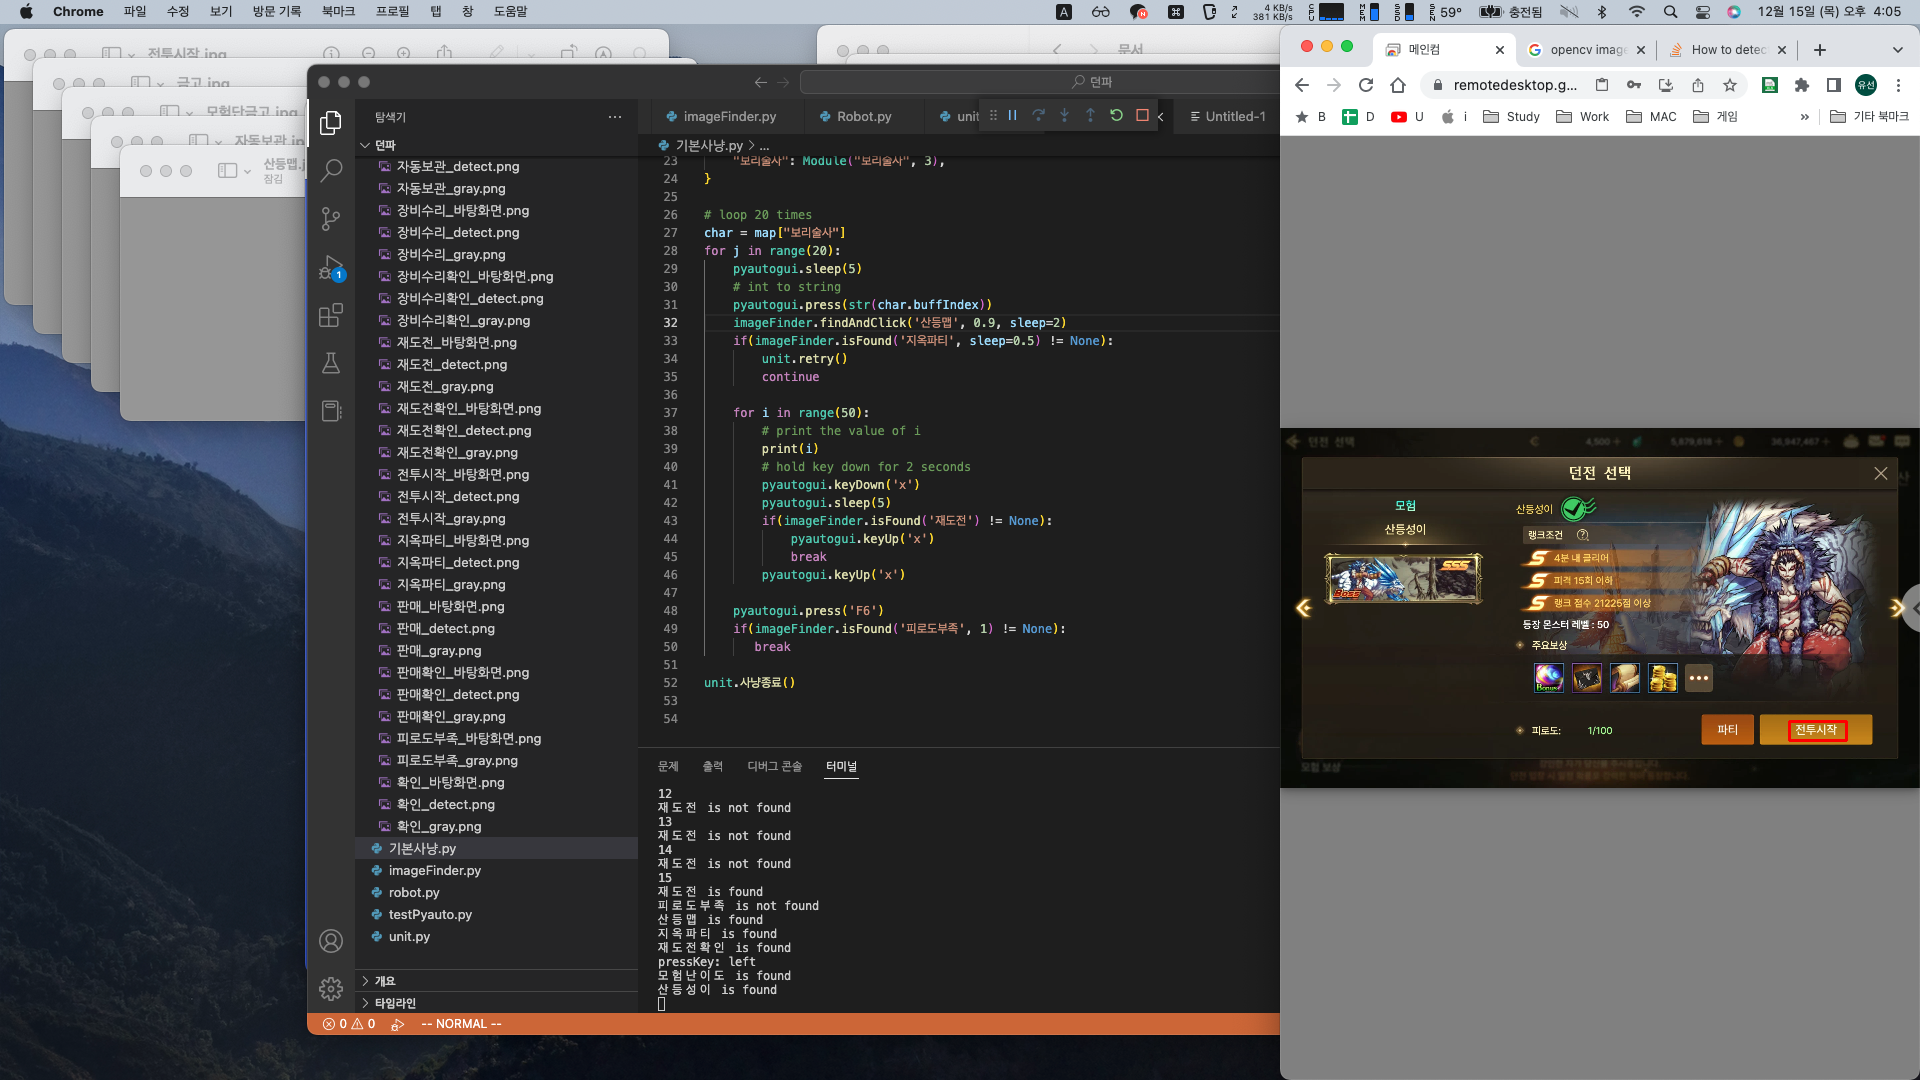 Chrome 파일 수정 보기 방문 기록 북마크 프로필 탭 창 도움말
A 4 KB/s 381 KB/s CPU MEM SSD SEN 59° 충전됨 12월 15일 (목) 오후 4:05
전투시작.jpg
금고.jpg
모험단금고.jpg
자동보관.jpg
산등맵.j
잠김
문서
던파
탐색기
던파
자동보관_detect.png
자동보관_gray.png
장비수리_바탕화면.png
장비수리_detect.png
장비수리_gray.png
장비수리확인_바탕화면.png
장비수리확인_detect.png
장비수리확인_gray.png
재도전_바탕화면.png
재도전_detect.png
재도전_gray.png
재도전확인_바탕화면.png
재도전확인_detect.png
재도전확인_gray.png
전투시작_바탕화면.png
전투시작_detect.png
전투시작_gray.png
지옥파티_바탕화면.png
지옥파티_detect.png
지옥파티_gray.png
판매_바탕화면.png
판매_detect.png
판매_gray.png
판매확인_바탕화면.png
판매확인_detect.png
판매확인_gray.png
피로도부족_바탕화면.png
피로도부족_gray.png
확인_바탕화면.png
확인_detect.png
확인_gray.png
기본사냥.py
imageFinder.py
robot.py
testPyauto.py
unit.py
개요
타임라인
1
0 0 -- NORMAL --
imageFinder.py Robot.py unit Untitled-1
기본사냥.py > ...
23 "보리술사": Module("보리술사", 3),
24 }
25
26 # loop 20 times
27 char = map["보리술사"]
28 for j in range(20):
29 pyautogui.sleep(5)
30 # int to string
31 pyautogui.press(str(char.buffIndex))
32 imageFinder.findAndClick('산등맵', 0.9, sleep=2)
33 if(imageFinder.isFound('지옥파티', sleep=0.5) != None):
34 unit.retry()
35 continue
36
37 for i in range(50):
38 # print the value of i
39 print(i)
40 # hold key down for 2 seconds
41 pyautogui.keyDown('x')
42 pyautogui.sleep(5)
43 if(imageFinder.isFound('재도전') != None):
44 pyautogui.keyUp('x')
45 break
46 pyautogui.keyUp('x')
47
48 pyautogui.press('F6')
49 if(imageFinder.isFound('피로도부족', 1) != None):
50 break
51
52 unit.사냥종료()
53
54
문제 출력 디버그 콘솔 터미널
12
재도전 is not found
13
재도전 is not found
14
재도전 is not found
15
재도전 is found
피로도부족 is not found
산등맵 is found
지옥파티 is found
재도전확인 is found
pressKey: left
모험난이도 is found
산등성이 is found
메인컴 opencv imag How to detec
remotedesktop.g... 유선
B D U i Study Work MAC 게임 » 기타 북마크
던전 선택 4,500 5,879,816 36,947,467
던전 선택
모험
산등성이
BOSS SSS
산등성이
랭크조건
S 4분 내 클리어
S 피격 15회 이하
S 랭크 점수 21225점 이상
등장 몬스터 레벨 : 50
주요보상
Bonus
피로도: 1/100 파티 전투시작
모험 보상